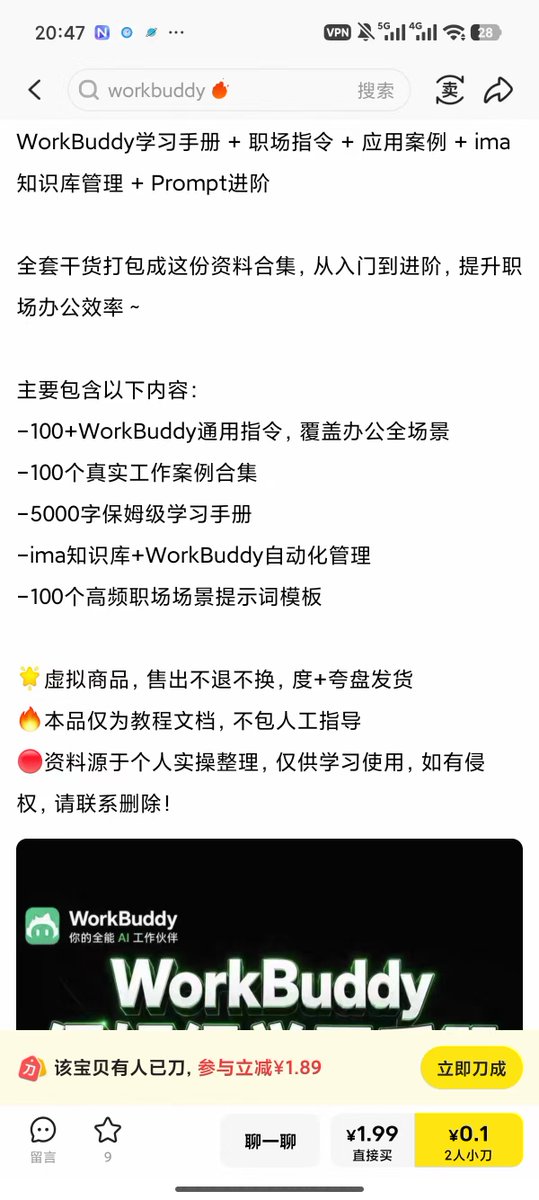 20:47 N ... VPN 5G 4G 28
workbuddy 搜索 卖
WorkBuddy学习手册 + 职场指令 + 应用案例 + ima
知识库管理 + Prompt进阶
全套干货打包成这份资料合集, 从入门到进阶, 提升职
场办公效率 ~
主要包含以下内容:
-100+WorkBuddy通用指令, 覆盖办公全场景
-100个真实工作案例合集
-5000字保姆级学习手册
-ima知识库+WorkBuddy自动化管理
-100个高频职场场景提示词模板
🌟虚拟商品, 售出不退不换, 度+夸盘发货
🔥本品仅为教程文档, 不包人工指导
🔴资料源于个人实操整理, 仅供学习使用, 如有侵
权, 请联系删除!
WorkBuddy
你的全能 AI 工作伙伴
WorkBuddy
刀 该宝贝有人已刀, 参与立减¥1.89 立即刀成
留言 9 聊一聊 ¥1.99 ¥0.1
直接买 2人小刀